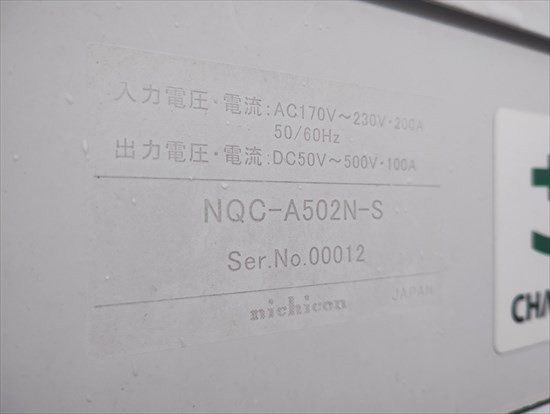 入力電圧・電流:AC170V～230V・200A
50/60Hz
出力電圧・電流:DC50V～500V・100A
NQC-A502N-S
Ser.No.00012
nichicon JAPAN